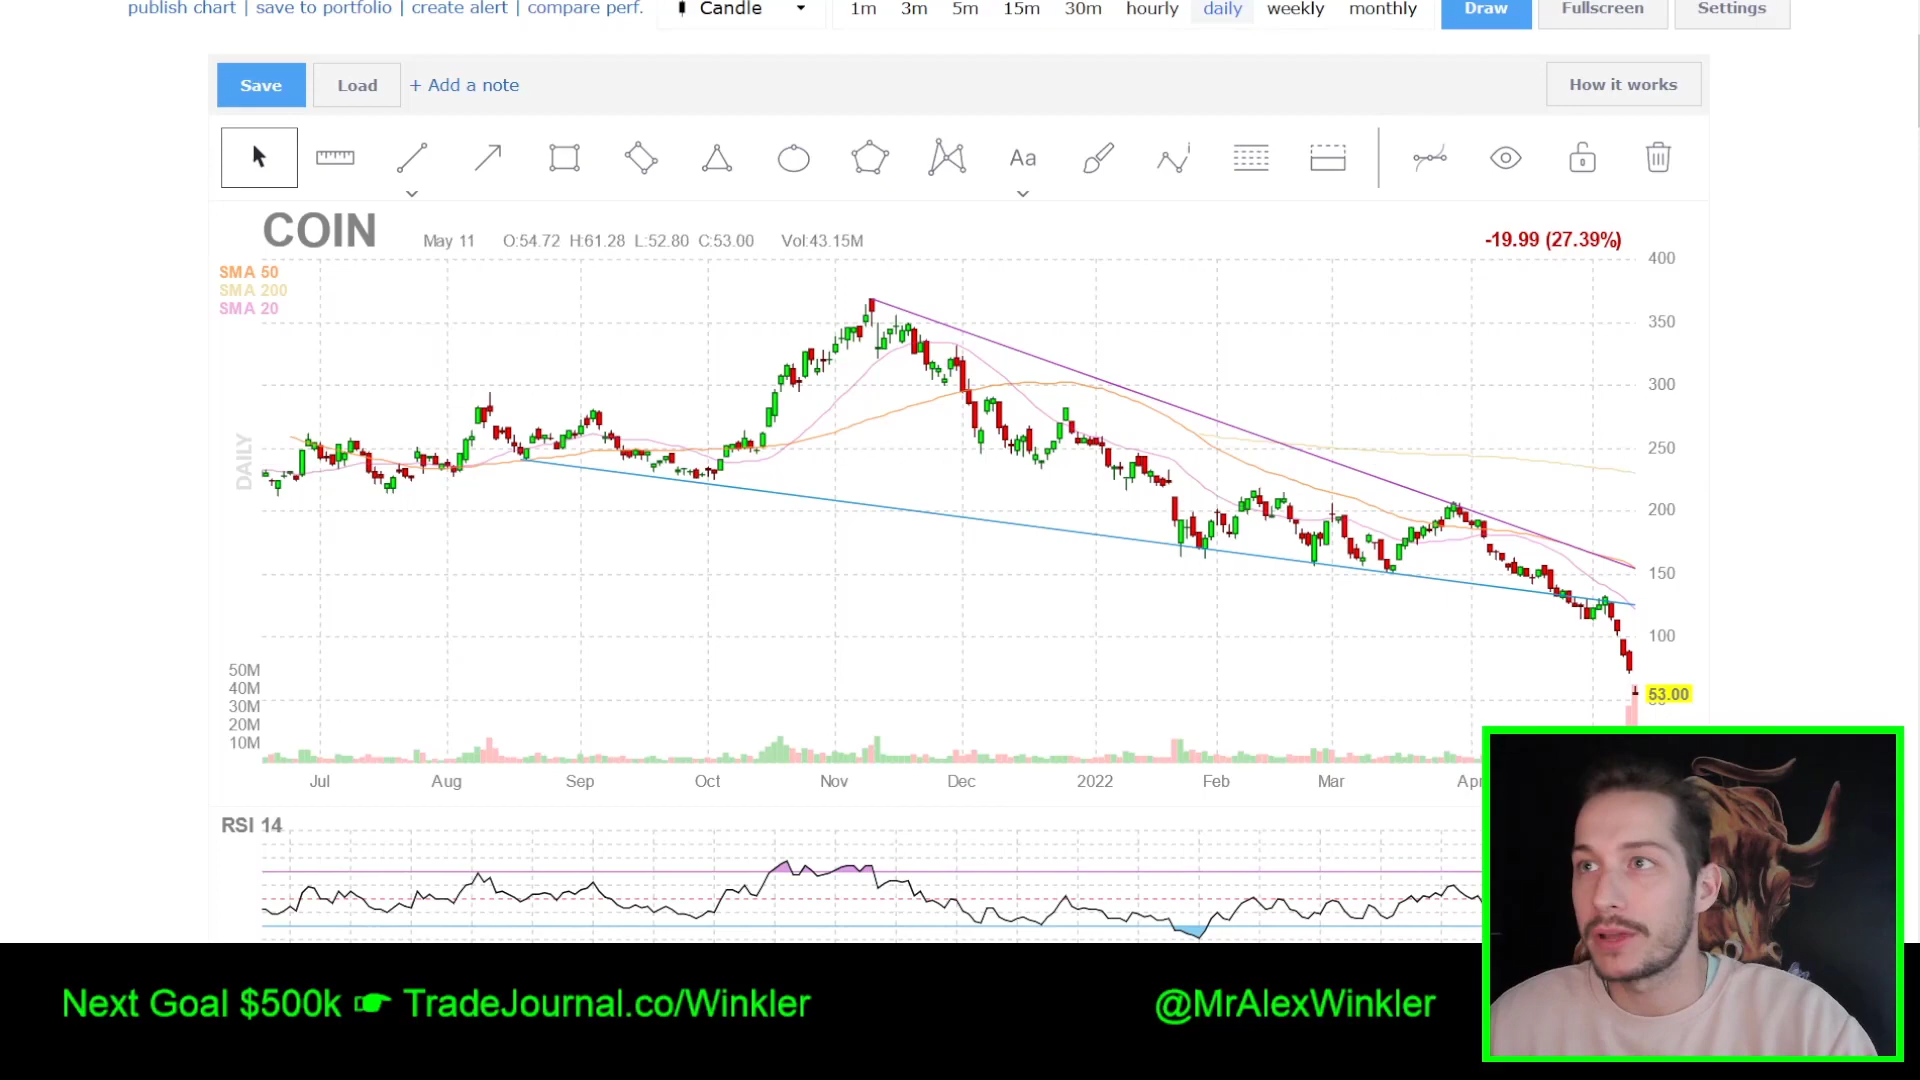 publish chart | save to portfolio | create alert | compare perf.
Candle
1m 3m 5m 15m 30m hourly daily weekly monthly
Draw
Fullscreen
Settings
Save
Load
+ Add a note
How it works
Aa
COIN
May 11 O:54.72 H:61.28 L:52.80 C:53.00 Vol:43.15M
-19.99 (27.39%)
SMA 50
SMA 200
SMA 20
DAILY
400
350
300
250
200
150
100
53.00
50M
40M
30M
20M
10M
Jul Aug Sep Oct Nov Dec 2022 Feb Mar Apr
RSI 14
Next Goal $500k 👉 TradeJournal.co/Winkler
@MrAlexWinkler